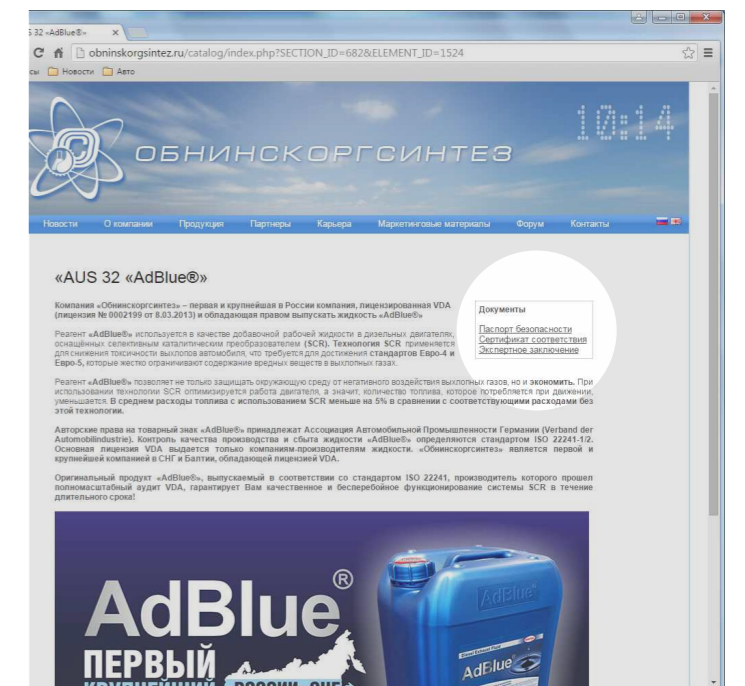 S 32 «AdBlue®»
obninskorgsintez.ru/catalog/index.php?SECTION_ID=682&ELEMENT_ID=1524
сы Новости Авто
10:14
ОБНИНСКОРГСИНТЕЗ
Новости О компании Продукция Партнеры Карьера Маркетинговые материалы Форум Контакты
«AUS 32 «AdBlue®»
Компания «Обнинскоргсинтез» – первая и крупнейшая в России компания, лицензированная VDA
(лицензия № 0002199 от 8.03.2013) и обладающая правом выпускать жидкость «AdBlue®»
Документы
Паспорт безопасности
Сертификат соответствия
Экспертное заключение
Реагент «AdBlue®» используется в качестве добавочной рабочей жидкости в дизельных двигателях,
оснащённых селективным каталитическим преобразователем (SCR). Технология SCR применяется
для снижения токсичности выхлопов автомобиля, что требуется для достижения стандартов Евро-4 и
Евро-5, которые жестко ограничивают содержание вредных веществ в выхлопных газах.
Реагент «AdBlue®» позволяет не только защищать окружающую среду от негативного воздействия выхлопных газов, но и экономить. При
использовании технологии SCR оптимизируется работа двигателя, а значит, количество топлива, которое потребляется при движении,
уменьшается. В среднем расходы топлива с использованием SCR меньше на 5% в сравнении с соответствующими расходами без
этой технологии.
Авторские права на товарный знак «AdBlue®» принадлежат Ассоциация Автомобильной Промышленности Германии (Verband der
Automobilindustrie). Контроль качества производства и сбыта жидкости «AdBlue®» определяются стандартом ISO 22241-1/2.
Основная лицензия VDA выдается только компаниям-производителям жидкости. «Обнинскоргсинтез» является первой и
крупнейшей компанией в СНГ и Балтии, обладающей лицензией VDA.
Оригинальный продукт «AdBlue®», выпускаемый в соответствии со стандартом ISO 22241, производитель которого прошел
полномасштабный аудит VDA, гарантирует Вам качественное и бесперебойное функционирование системы SCR в течение
длительного срока!
AdBlue®
ПЕРВЫЙ
КРУПНЕЙШИЙ В РОССИИ СНГ
AdBlue
AdBlue